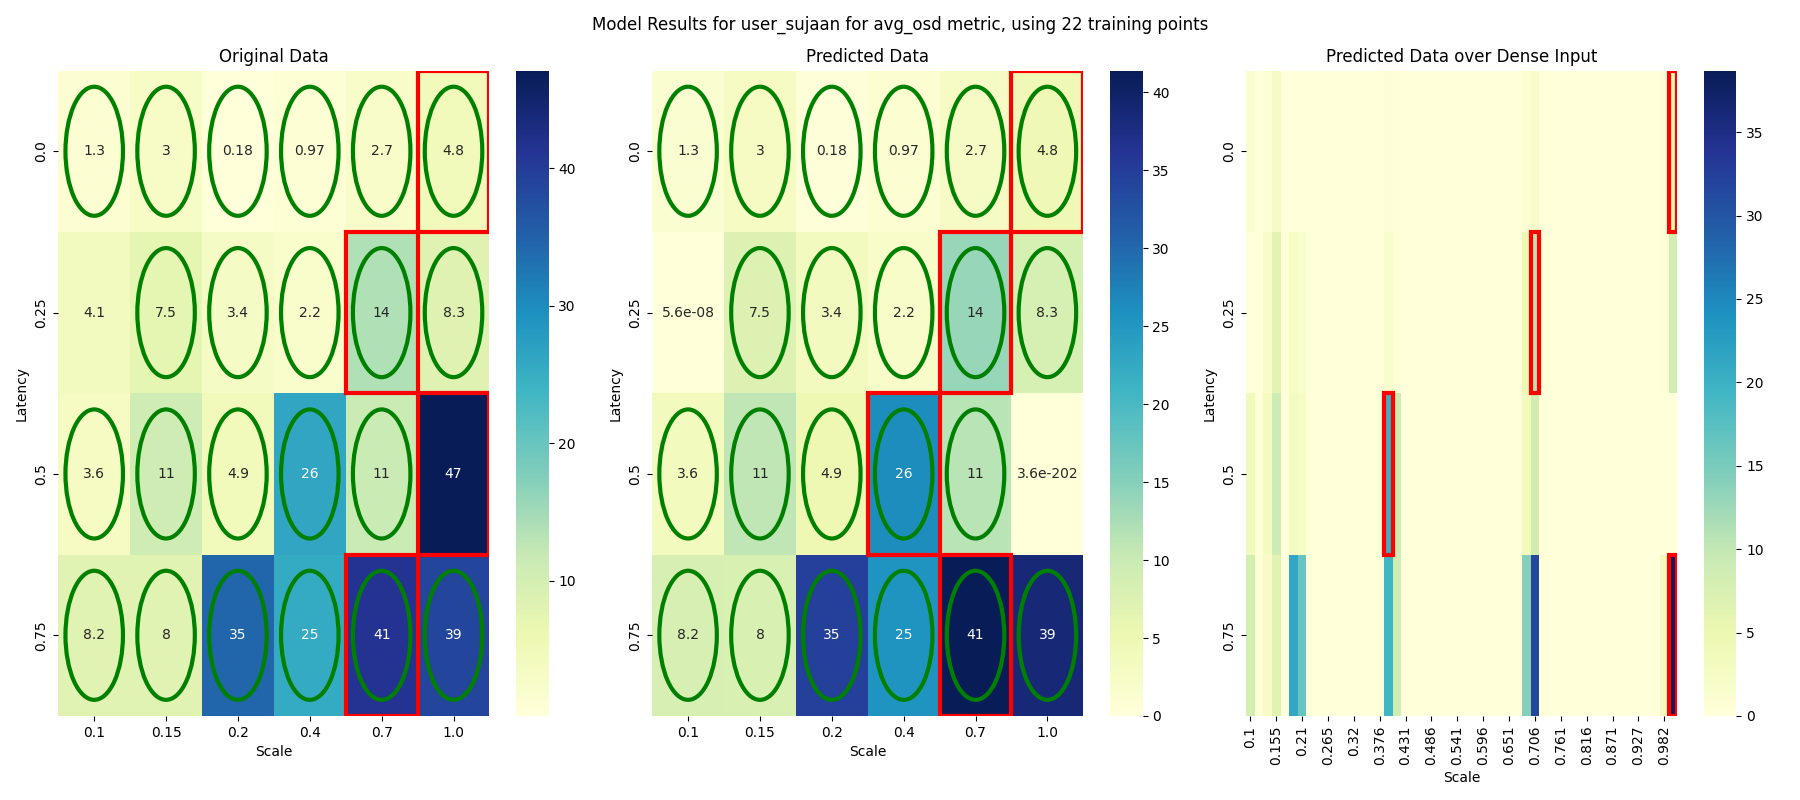 Model Results for user_sujaan for avg_osd metric, using 22 training points
Original Data
1.3 3 0.18 0.97 2.7 4.8
4.1 7.5 3.4 2.2 14 8.3
3.6 11 4.9 26 11 47
8.2 8 35 25 41 39
0.0
0.25
0.5
0.75
Latency
0.1 0.15 0.2 0.4 0.7 1.0
Scale
40
30
20
10
Predicted Data
1.3 3 0.18 0.97 2.7 4.8
5.6e-08 7.5 3.4 2.2 14 8.3
3.6 11 4.9 26 11 3.6e-202
8.2 8 35 25 41 39
0.0
0.25
0.5
0.75
Latency
0.1 0.15 0.2 0.4 0.7 1.0
Scale
40
35
30
25
20
15
10
5
0
Predicted Data over Dense Input
0.0
0.25
0.5
0.75
Latency
0.1 0.155 0.21 0.265 0.32 0.376 0.431 0.486 0.541 0.596 0.651 0.706 0.761 0.816 0.871 0.927 0.982
Scale
35
30
25
20
15
10
5
0